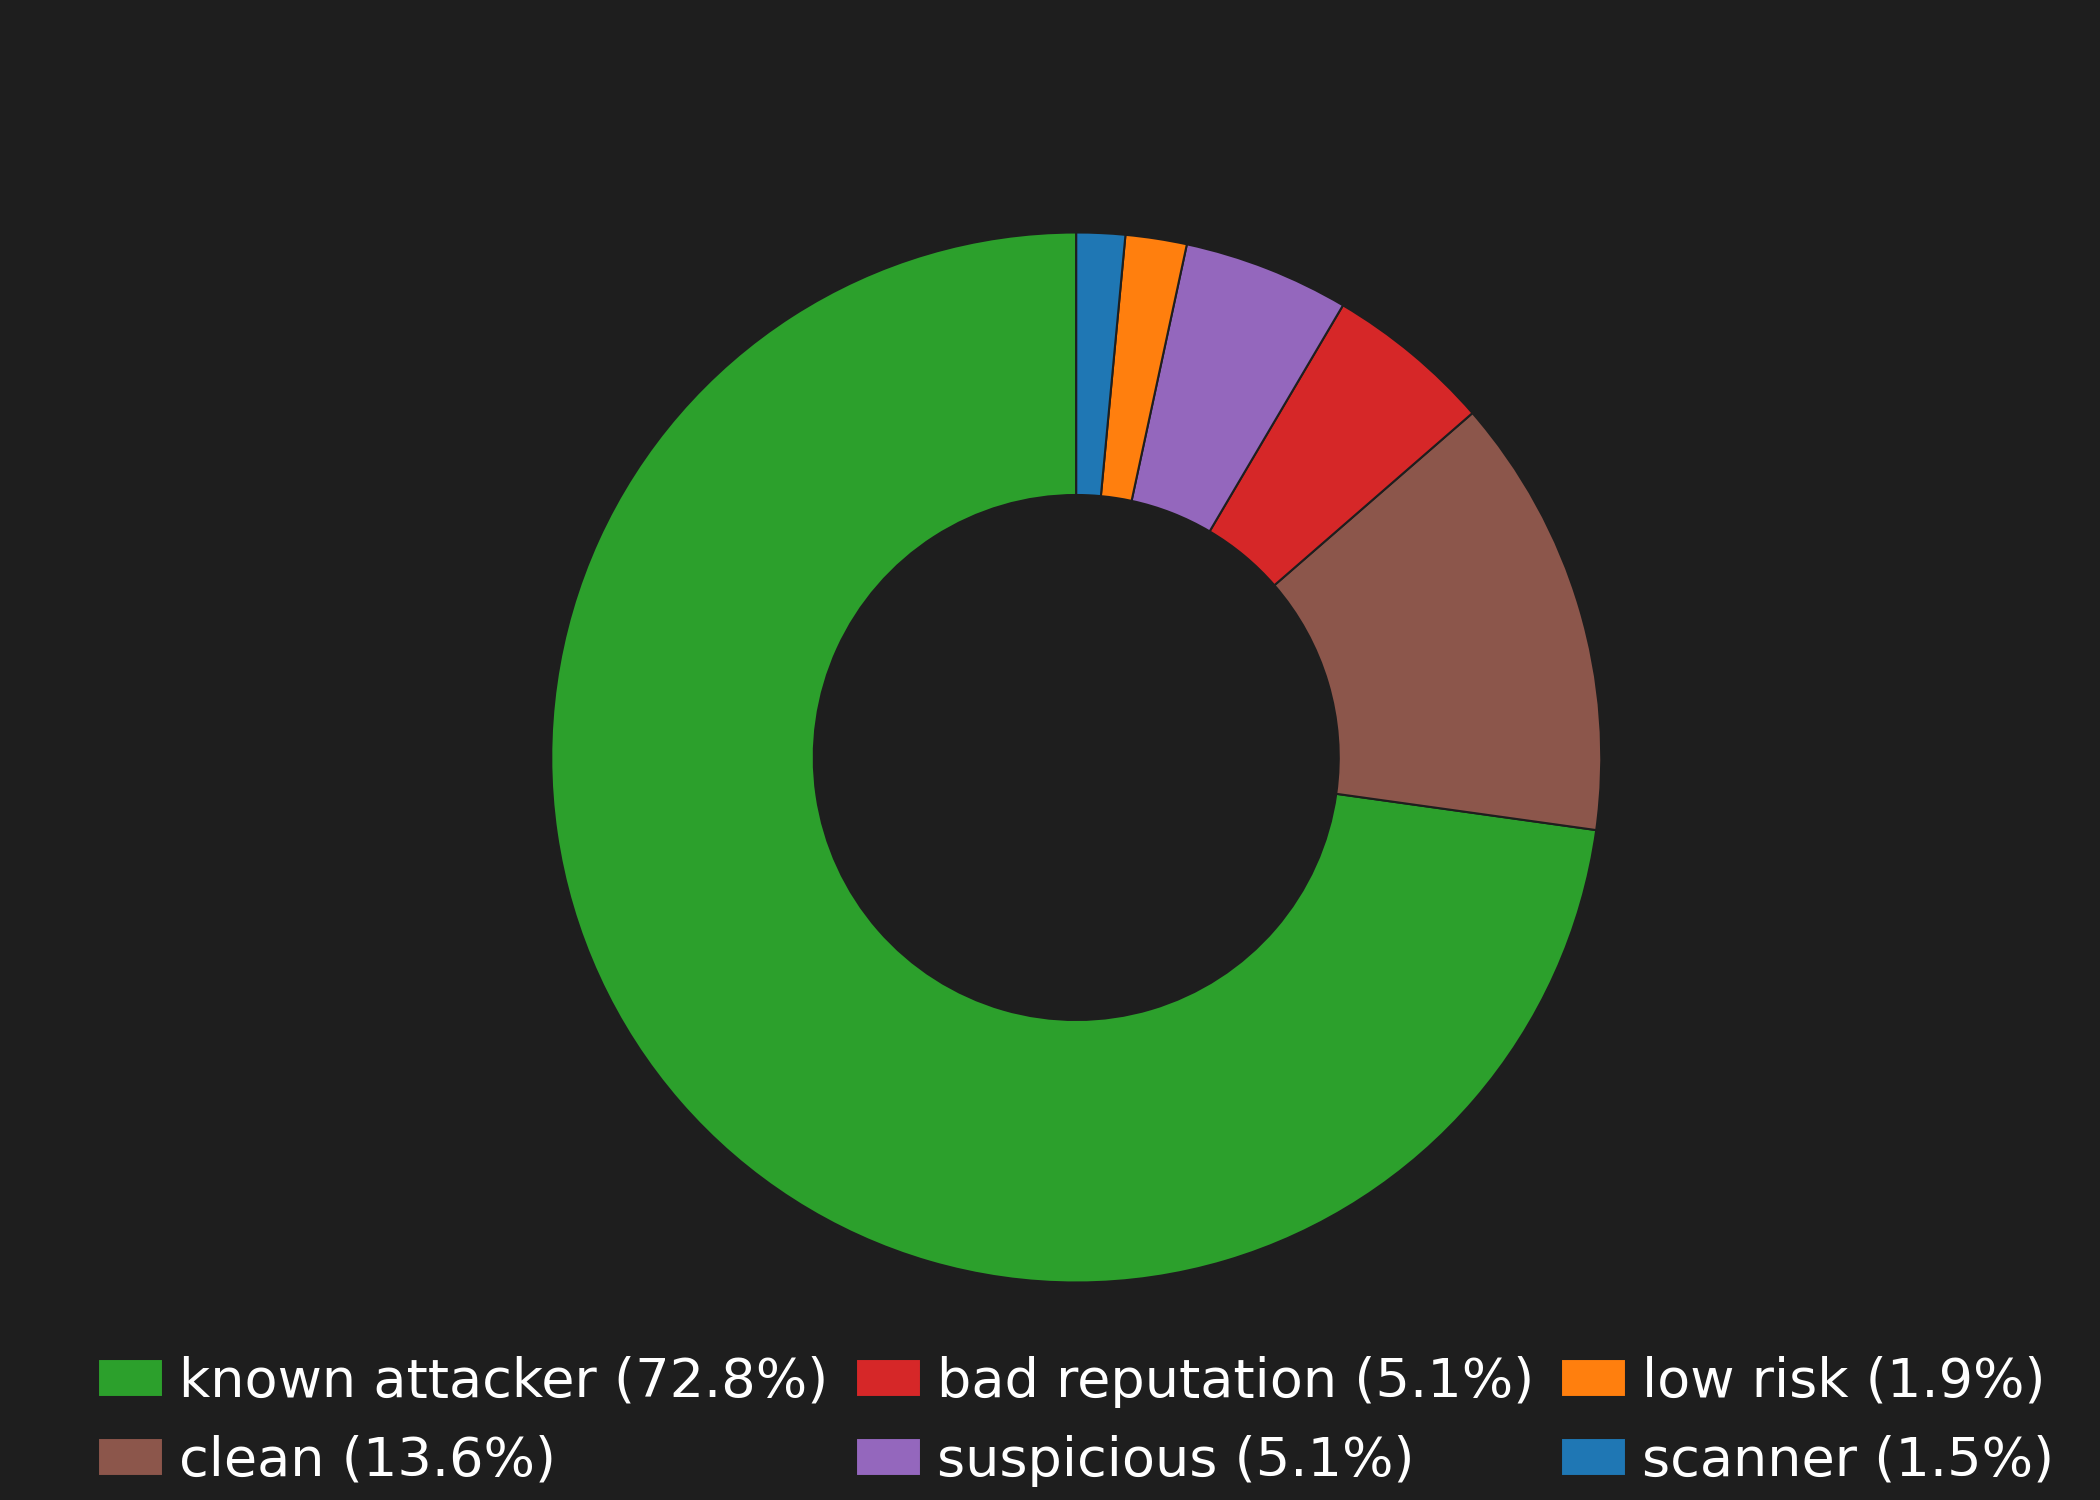 known attacker (72.8%) bad reputation (5.1%) low risk (1.9%)
clean (13.6%) suspicious (5.1%) scanner (1.5%)